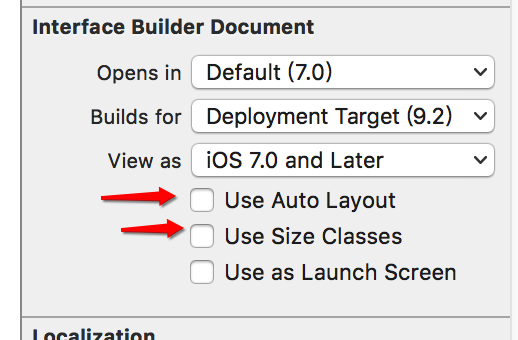 Interface Builder Document
Opens in Default (7.0)
Builds for Deployment Target (9.2)
View as iOS 7.0 and Later
Use Auto Layout
Use Size Classes
Use as Launch Screen
Localization